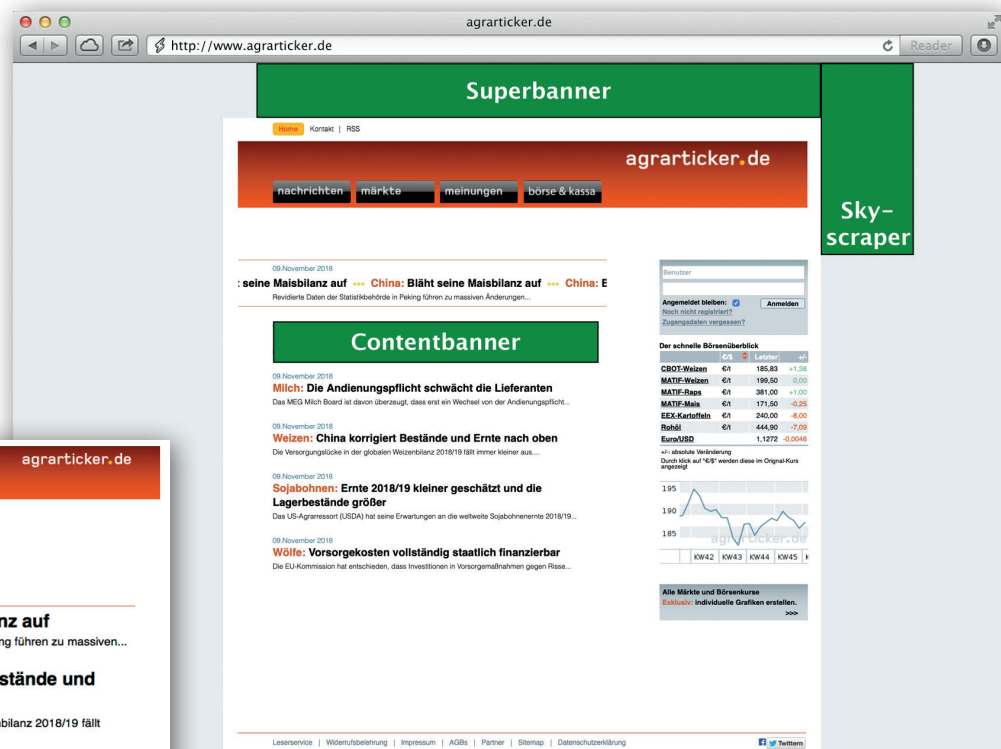 agrarticker.de
http://www.agrarticker.de
Reader
Superbanner
Sky-
scraper
Home Kontakt | RSS
agrarticker.de
nachrichten märkte meinungen börse & kassa
09.November 2018
seine Maisbilanz auf +++ China: Bläht seine Maisbilanz auf +++ China: E
Revidierte Daten der Statistikbehörde in Peking führen zu massiven Änderungen...
Contentbanner
09.November 2018
Milch: Die Andienungspflicht schwächt die Lieferanten
Das MEG Milch Board ist davon überzeugt, dass erst ein Wechsel von der Andienungspflicht...
09.November 2018
Weizen: China korrigiert Bestände und Ernte nach oben
Die Versorgungslücke in der globalen Weizenbilanz 2018/19 fällt immer kleiner aus....
09.November 2018
Sojabohnen: Ernte 2018/19 kleiner geschätzt und die
Lagerbestände größer
Das US-Agrarressort (USDA) hat seine Erwartungen an die weltweite Sojabohnenernte 2018/19...
09.November 2018
Wölfe: Vorsorgekosten vollständig staatlich finanzierbar
Die EU-Kommission hat entschieden, dass Investitionen in Vorsorgemaßnahmen gegen Risse...
Benutzer
Angemeldet bleiben: Anmelden
Noch nicht registriert?
Zugangsdaten vergessen?
Der schnelle Börsenüberblick
€/$ Letzter +/-
CBOT-Weizen €/t 185,83 +1,38
MATIF-Weizen €/t 199,50 0,00
MATIF-Raps €/t 381,00 +1,00
MATIF-Mais €/t 171,50 -0,25
EEX-Kartoffeln €/t 240,00 -8,00
Rohöl €/t 444,90 -7,09
Euro/USD 1,1272 -0,0046
+/-: absolute Veränderung
Durch klick auf "€/$" werden diese im Orignal-Kurs
angezeigt
195
190
185
agrarticker.de
KW42 KW43 KW44 KW45
Alle Märkte und Börsenkurse
Exklusiv: individuelle Grafiken erstellen.
>>>
Leserservice | Widerrufsbelehrung | Impressum | AGBs | Partner | Sitemap | Datenschutzerklärung
Twittern
agrarticker.de
nz auf
ng führen zu massiven...
stände und
nbilanz 2018/19 fällt